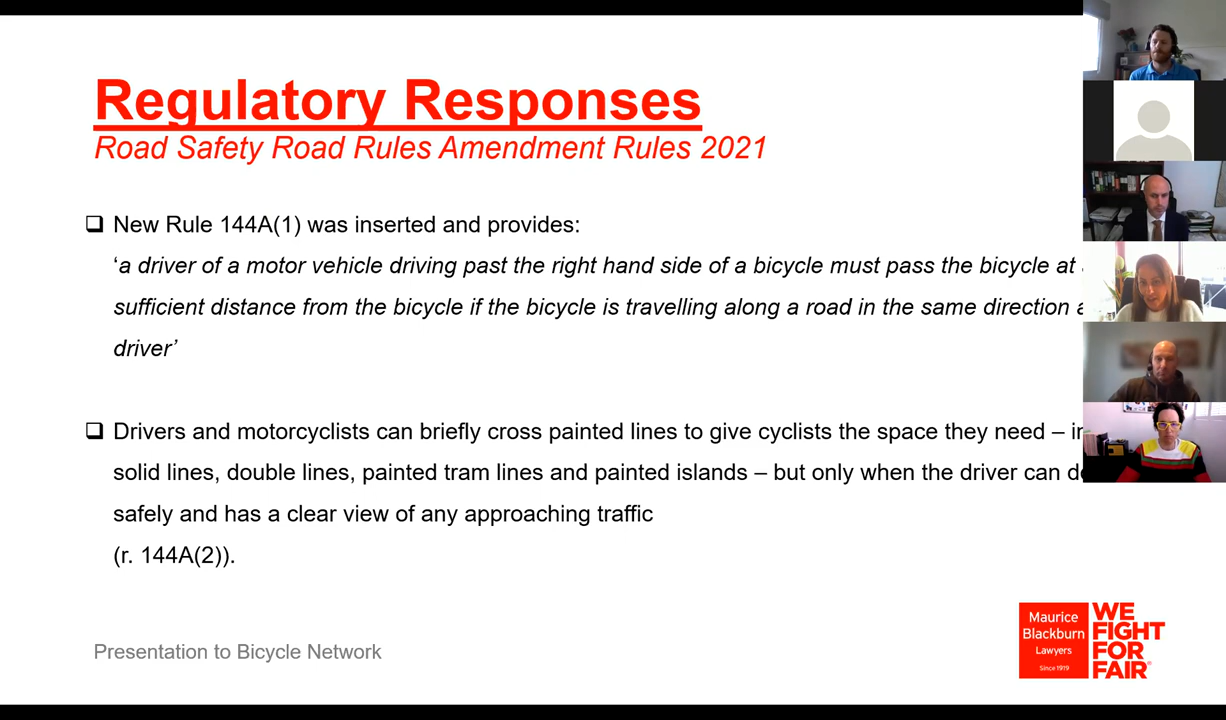 Regulatory Responses
Road Safety Road Rules Amendment Rules 2021
❑ New Rule 144A(1) was inserted and provides:
‘a driver of a motor vehicle driving past the right hand side of a bicycle must pass the bicycle at
sufficient distance from the bicycle if the bicycle is travelling along a road in the same direction
driver’
❑ Drivers and motorcyclists can briefly cross painted lines to give cyclists the space they need –
solid lines, double lines, painted tram lines and painted islands – but only when the driver can
safely and has a clear view of any approaching traffic
(r. 144A(2)).
Presentation to Bicycle Network
Maurice
Blackburn
Lawyers
Since 1919
WE
FIGHT
FOR
FAIR®